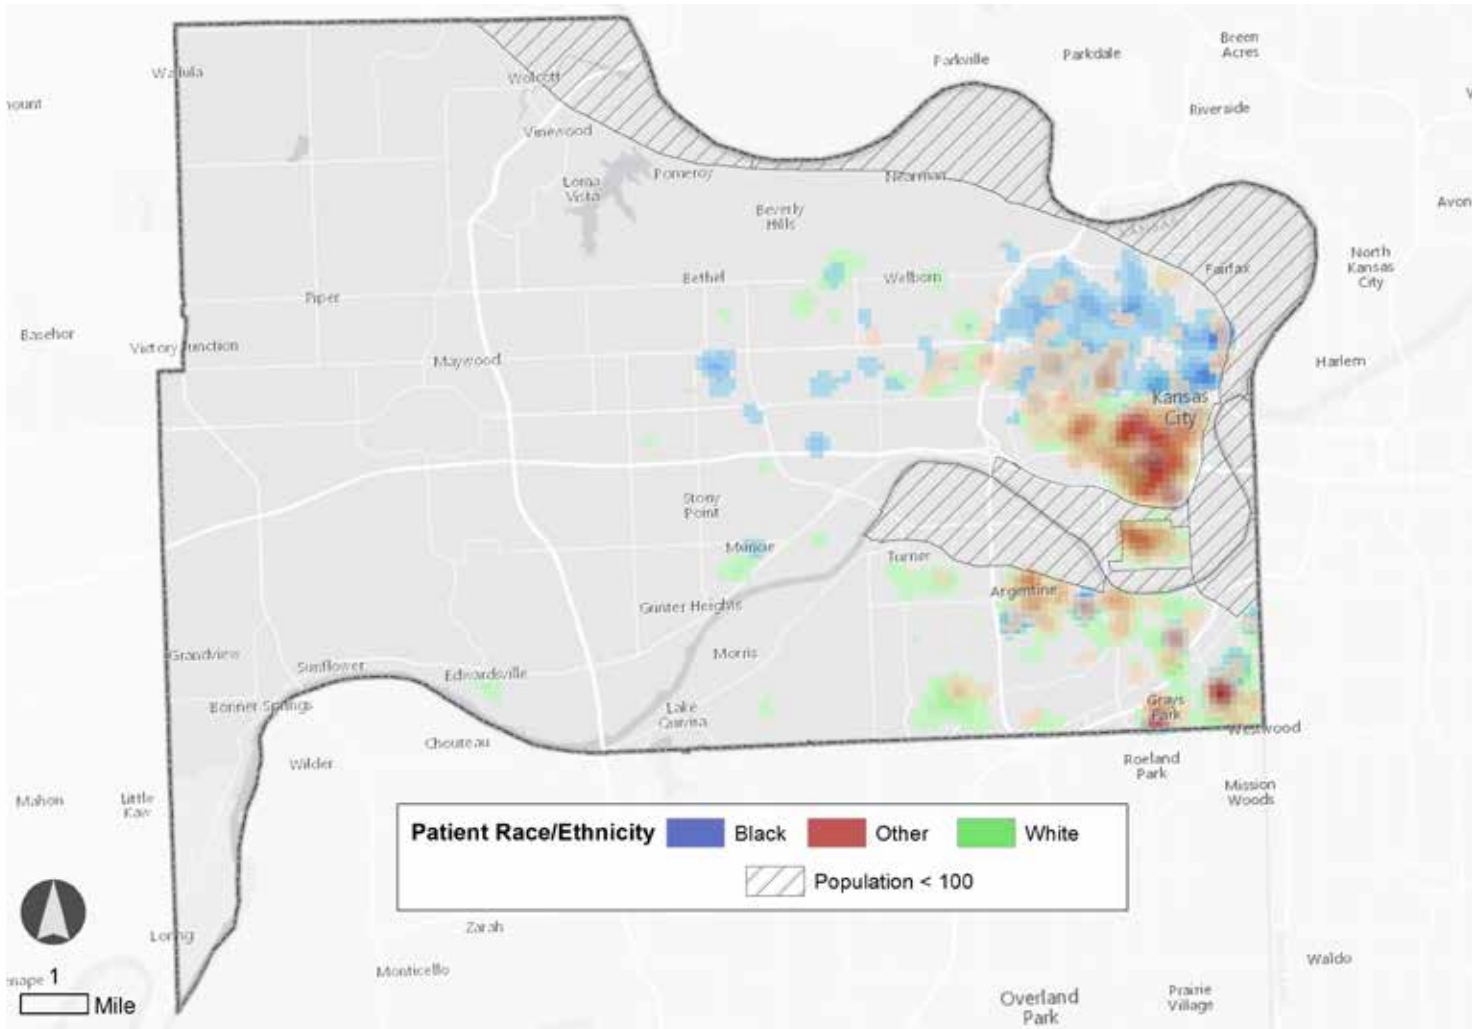 Breen
Acres
Parkville
Parkdale
Wallula
Wolcott
Riverside
Vinewood
Pomeroy
Nearman
Loma
Vista
Beverly
Hills
North
Kansas
City
Fairfax
Bethel
Welborn
Piper
Basehor
Victory Junction
Maywood
Harlem
Kansas
City
Stony
Point
Muncie
Turner
Argentine
Gunter Heights
Morris
Grandview
Sunflower
Edwardsville
Bonner Springs
Lake
Quivira
Grays
Park
Westwood
Chouteau
Wilder
Roeland
Park
Mission
Woods
Mahon
Little
Kaw
Patient Race/Ethnicity Black Other White
Population < 100
Zarah
Loring
Monticello
Waldo
Overland
Park
Prairie
Village
1
Mile